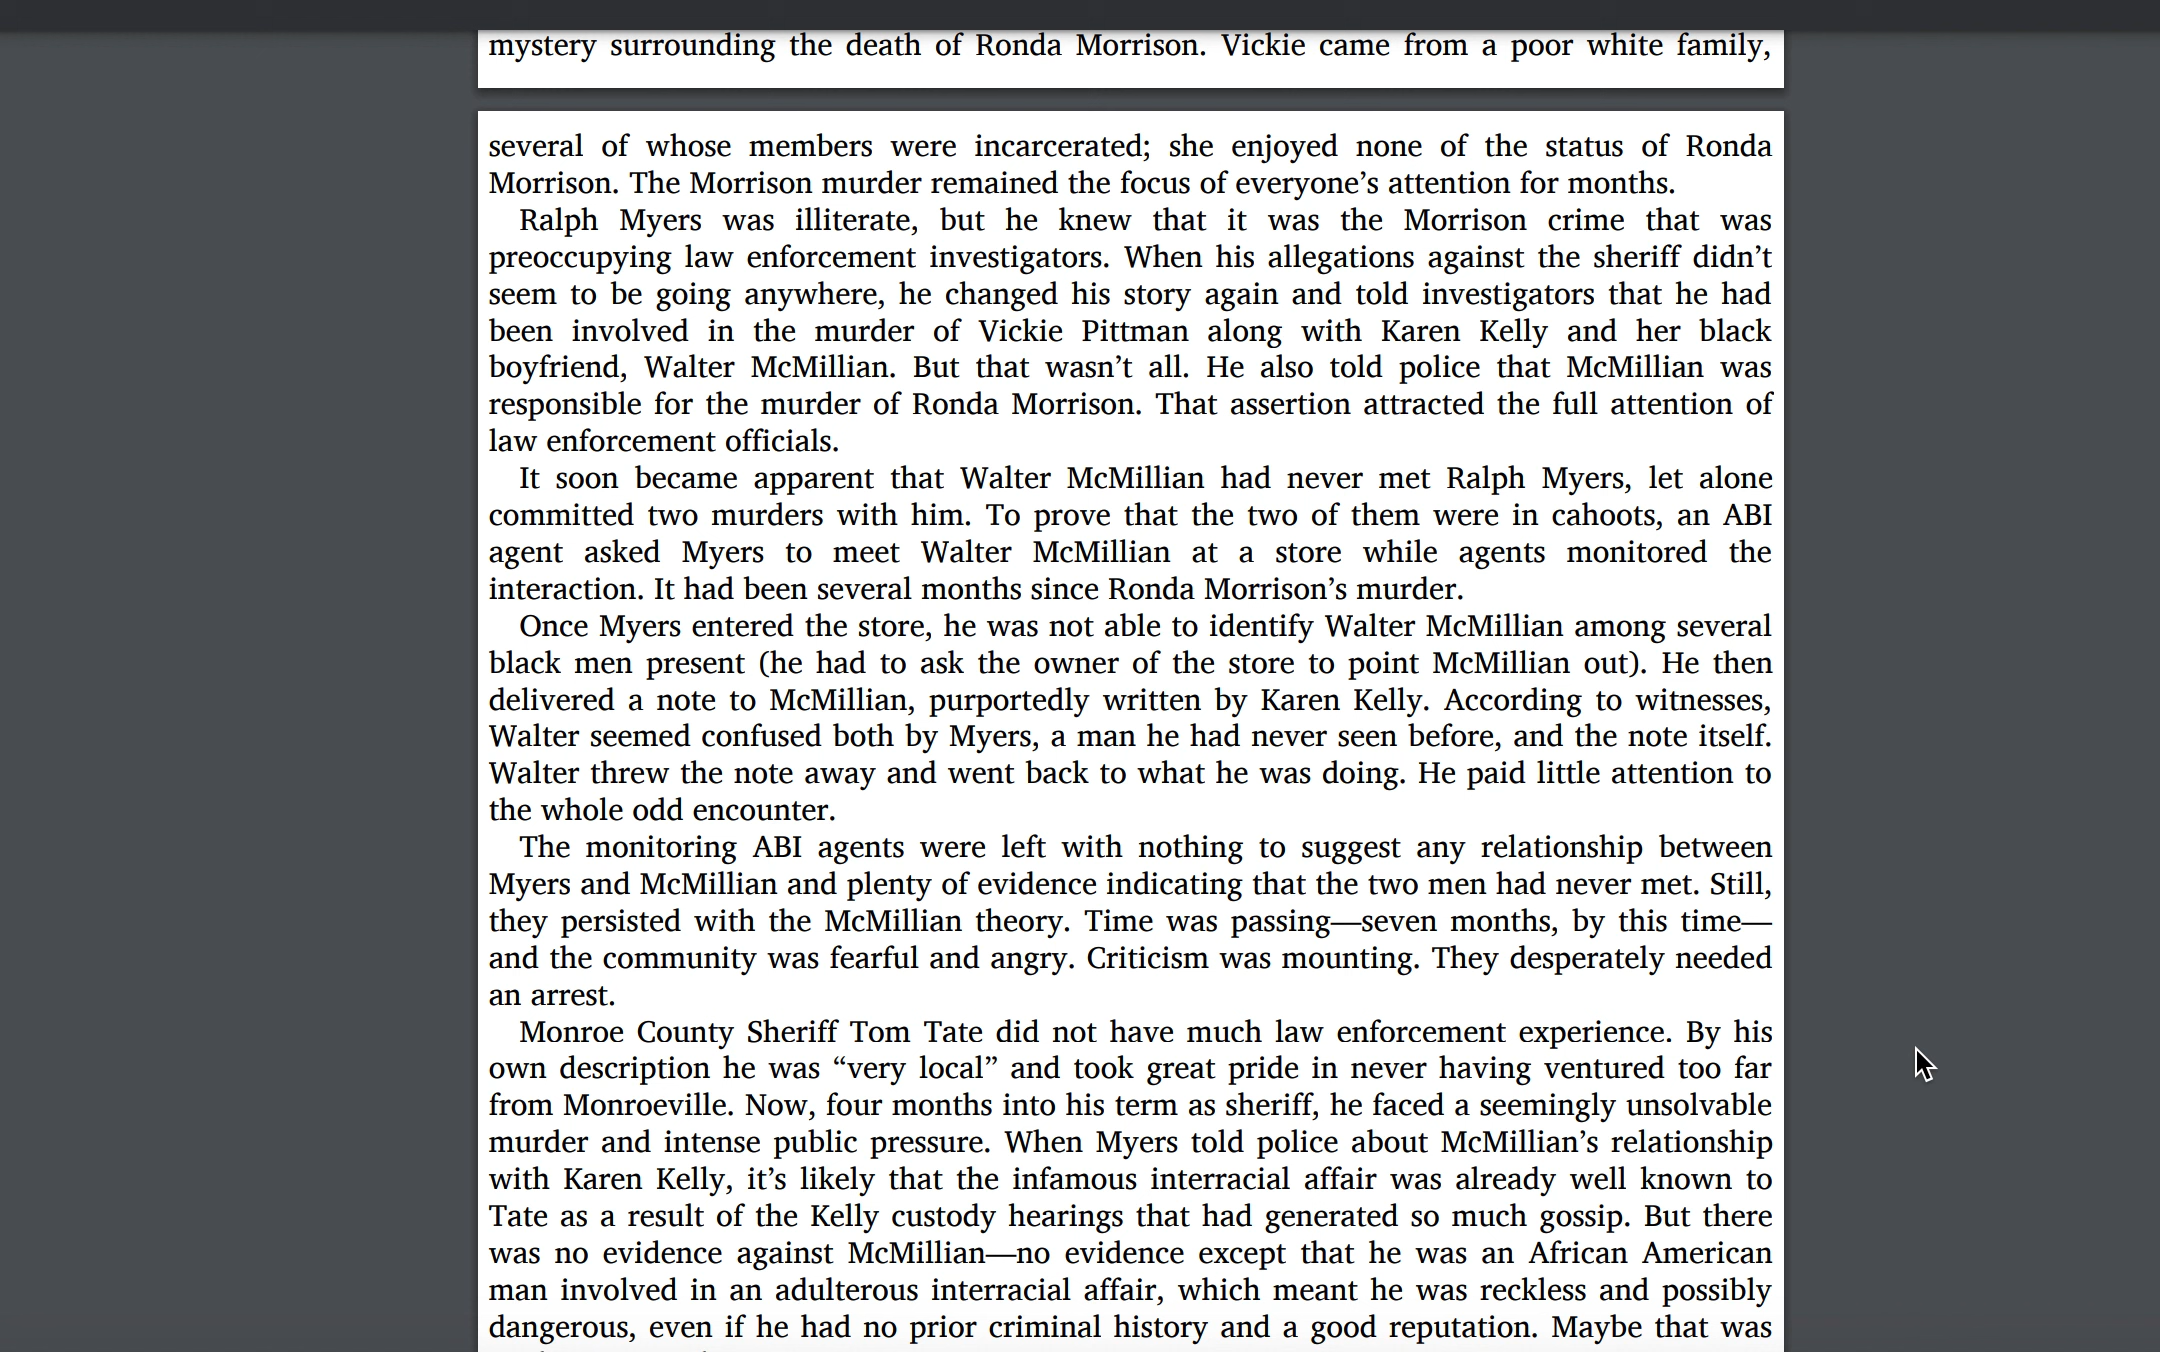 mystery surrounding the death of Ronda Morrison. Vickie came from a poor white family,
several of whose members were incarcerated; she enjoyed none of the status of Ronda
Morrison. The Morrison murder remained the focus of everyone’s attention for months.
Ralph Myers was illiterate, but he knew that it was the Morrison crime that was
preoccupying law enforcement investigators. When his allegations against the sheriff didn’t
seem to be going anywhere, he changed his story again and told investigators that he had
been involved in the murder of Vickie Pittman along with Karen Kelly and her black
boyfriend, Walter McMillian. But that wasn’t all. He also told police that McMillian was
responsible for the murder of Ronda Morrison. That assertion attracted the full attention of
law enforcement officials.
It soon became apparent that Walter McMillian had never met Ralph Myers, let alone
committed two murders with him. To prove that the two of them were in cahoots, an ABI
agent asked Myers to meet Walter McMillian at a store while agents monitored the
interaction. It had been several months since Ronda Morrison’s murder.
Once Myers entered the store, he was not able to identify Walter McMillian among several
black men present (he had to ask the owner of the store to point McMillian out). He then
delivered a note to McMillian, purportedly written by Karen Kelly. According to witnesses,
Walter seemed confused both by Myers, a man he had never seen before, and the note itself.
Walter threw the note away and went back to what he was doing. He paid little attention to
the whole odd encounter.
The monitoring ABI agents were left with nothing to suggest any relationship between
Myers and McMillian and plenty of evidence indicating that the two men had never met. Still,
they persisted with the McMillian theory. Time was passing—seven months, by this time—
and the community was fearful and angry. Criticism was mounting. They desperately needed
an arrest.
Monroe County Sheriff Tom Tate did not have much law enforcement experience. By his
own description he was “very local” and took great pride in never having ventured too far
from Monroeville. Now, four months into his term as sheriff, he faced a seemingly unsolvable
murder and intense public pressure. When Myers told police about McMillian’s relationship
with Karen Kelly, it’s likely that the infamous interracial affair was already well known to
Tate as a result of the Kelly custody hearings that had generated so much gossip. But there
was no evidence against McMillian—no evidence except that he was an African American
man involved in an adulterous interracial affair, which meant he was reckless and possibly
dangerous, even if he had no prior criminal history and a good reputation. Maybe that was